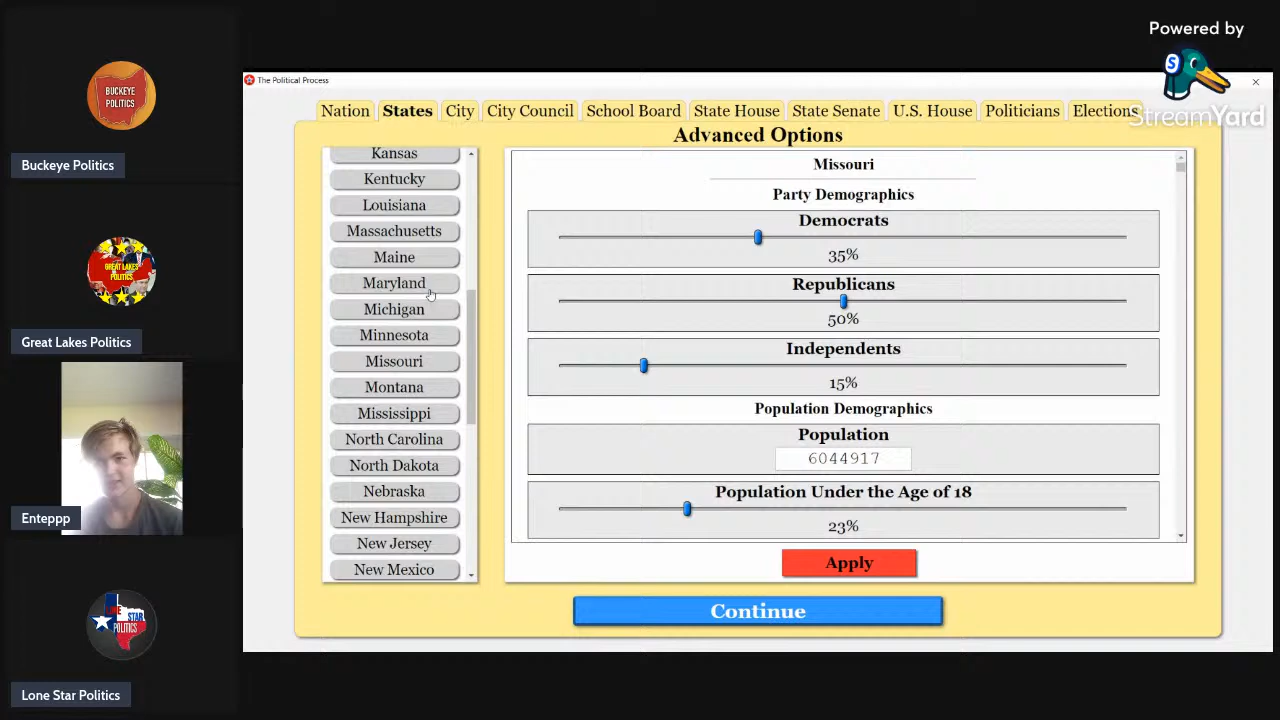 Powered by
StreamYard
BUCKEYE
POLITICS
Buckeye Politics
GREAT LAKES
POLITICS
Great Lakes Politics
Enteppp
LONE
STAR
POLITICS
Lone Star Politics
The Political Process
Nation States City City Council School Board State House State Senate U.S. House Politicians Elections
Advanced Options
Kansas
Kentucky
Louisiana
Massachusetts
Maine
Maryland
Michigan
Minnesota
Missouri
Montana
Mississippi
North Carolina
North Dakota
Nebraska
New Hampshire
New Jersey
New Mexico
Missouri
Party Demographics
Democrats
35%
Republicans
50%
Independents
15%
Population Demographics
Population
6044917
Population Under the Age of 18
23%
Apply
Continue